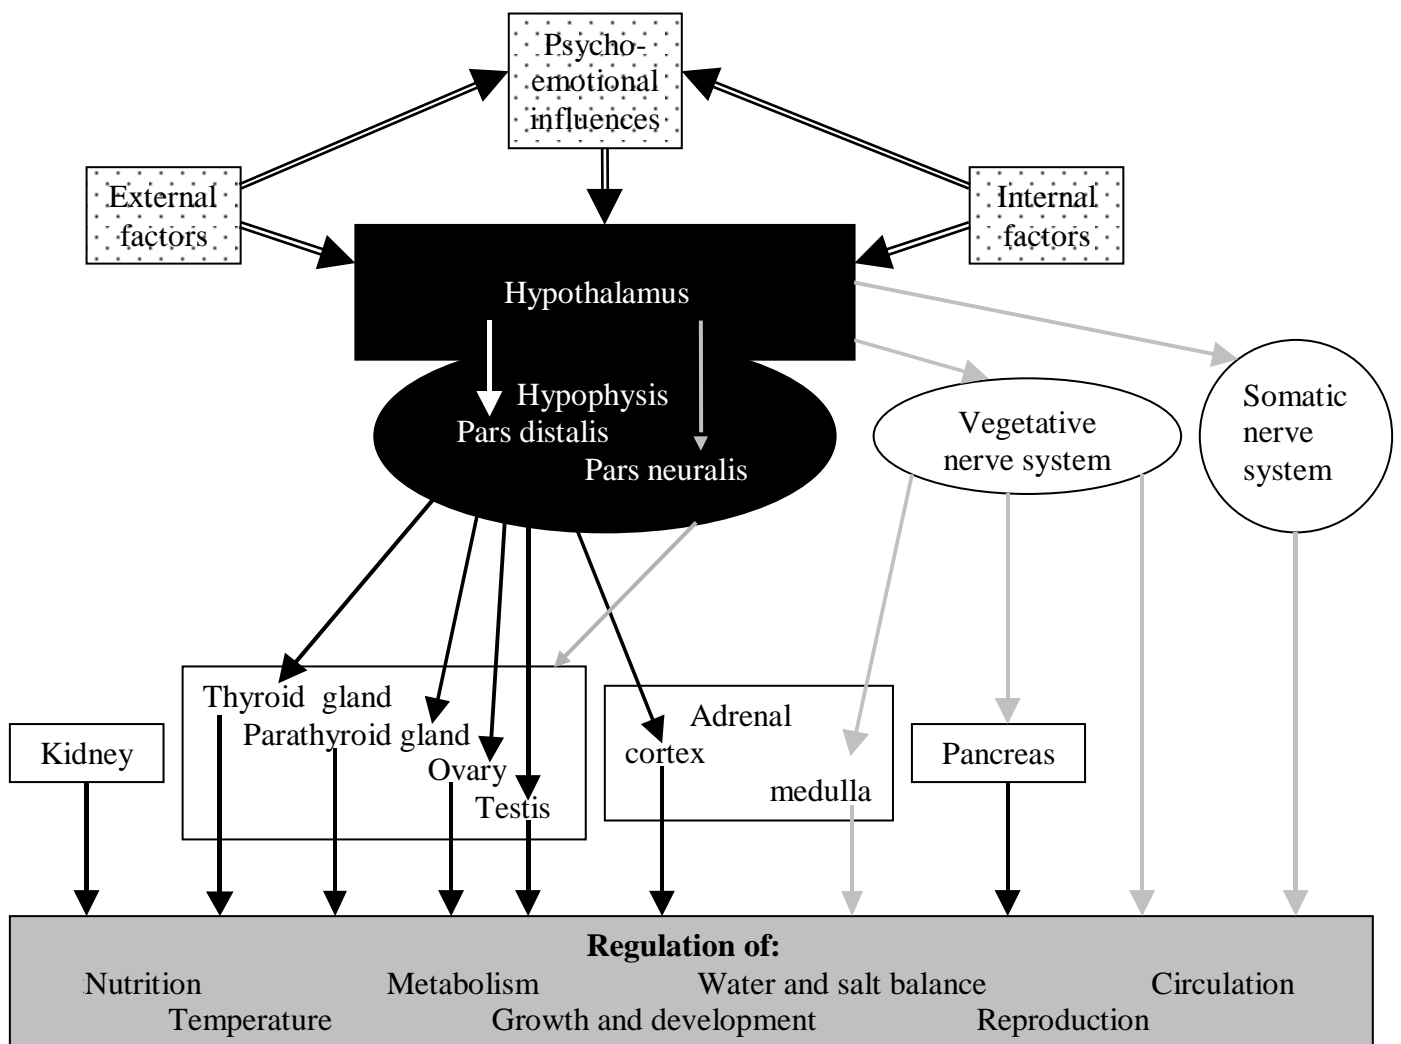 Psycho-
emotional
influences
External
factors
Internal
factors
Hypothalamus
Hypophysis
Pars distalis
Pars neuralis
Vegetative
nerve system
Somatic
nerve
system
Kidney
Thyroid gland
Parathyroid gland
Ovary
Testis
Adrenal
cortex
medulla
Pancreas
Regulation of:
Nutrition Metabolism Water and salt balance Circulation
Temperature Growth and development Reproduction